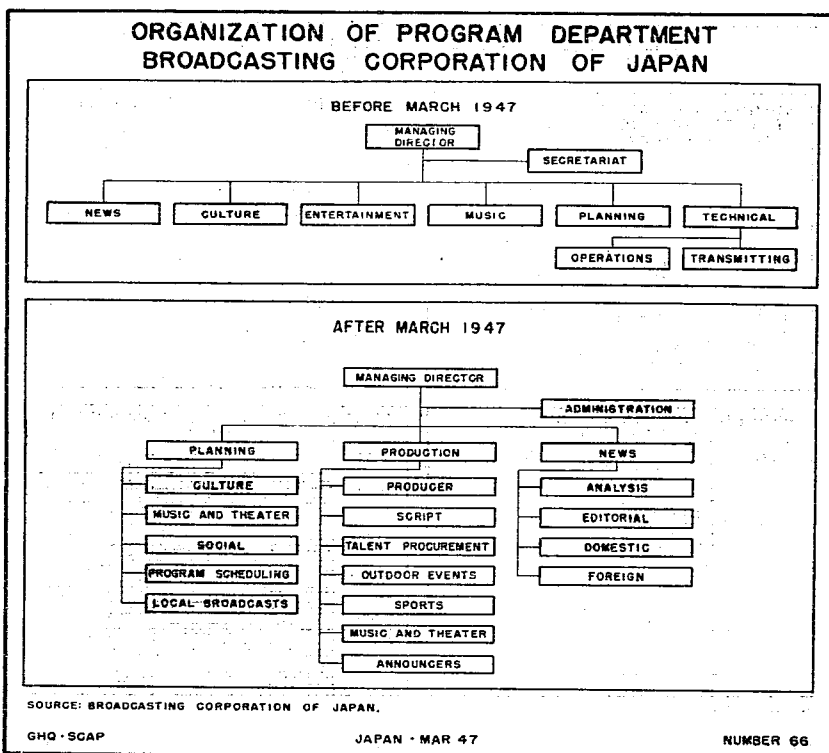 ORGANIZATION OF PROGRAM DEPARTMENT
BROADCASTING CORPORATION OF JAPAN
BEFORE MARCH 1947
MANAGING
DIRECTOR
SECRETARIAT
NEWS
CULTURE
ENTERTAINMENT
MUSIC
PLANNING
TECHNICAL
OPERATIONS
TRANSMITTING
AFTER MARCH 1947
MANAGING DIRECTOR
ADMINISTRATION
PLANNING
CULTURE
MUSIC AND THEATER
SOCIAL
PROGRAM SCHEDULING
LOCAL BROADCASTS
PRODUCTION
PRODUCER
SCRIPT
TALENT PROCUREMENT
OUTDOOR EVENTS
SPORTS
MUSIC AND THEATER
ANNOUNCERS
NEWS
ANALYSIS
EDITORIAL
DOMESTIC
FOREIGN
SOURCE: BROADCASTING CORPORATION OF JAPAN.
GHQ - SCAP
JAPAN - MAR 47
NUMBER 66